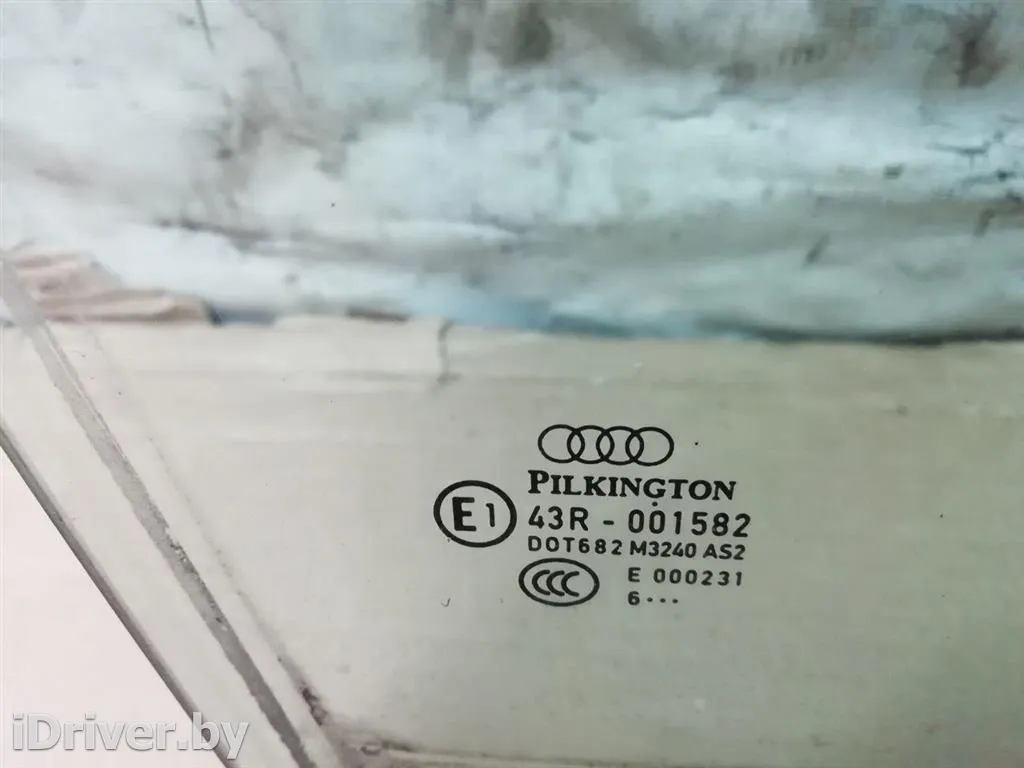 PILKINGTON
E1 43R - 001582
DOT682 M3240 AS2
CCC E 000231
6···
iDriver.by